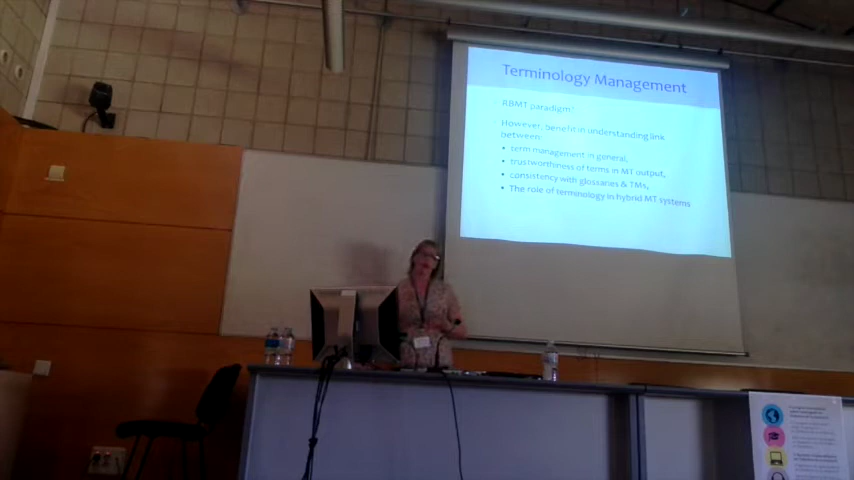 Terminology Management
RBMT paradigm!
However, benefit in understanding link
between:
• term management in general,
• trustworthiness of terms in MT output,
• consistency with glossaries & TMs,
• The role of terminology in hybrid MT systems